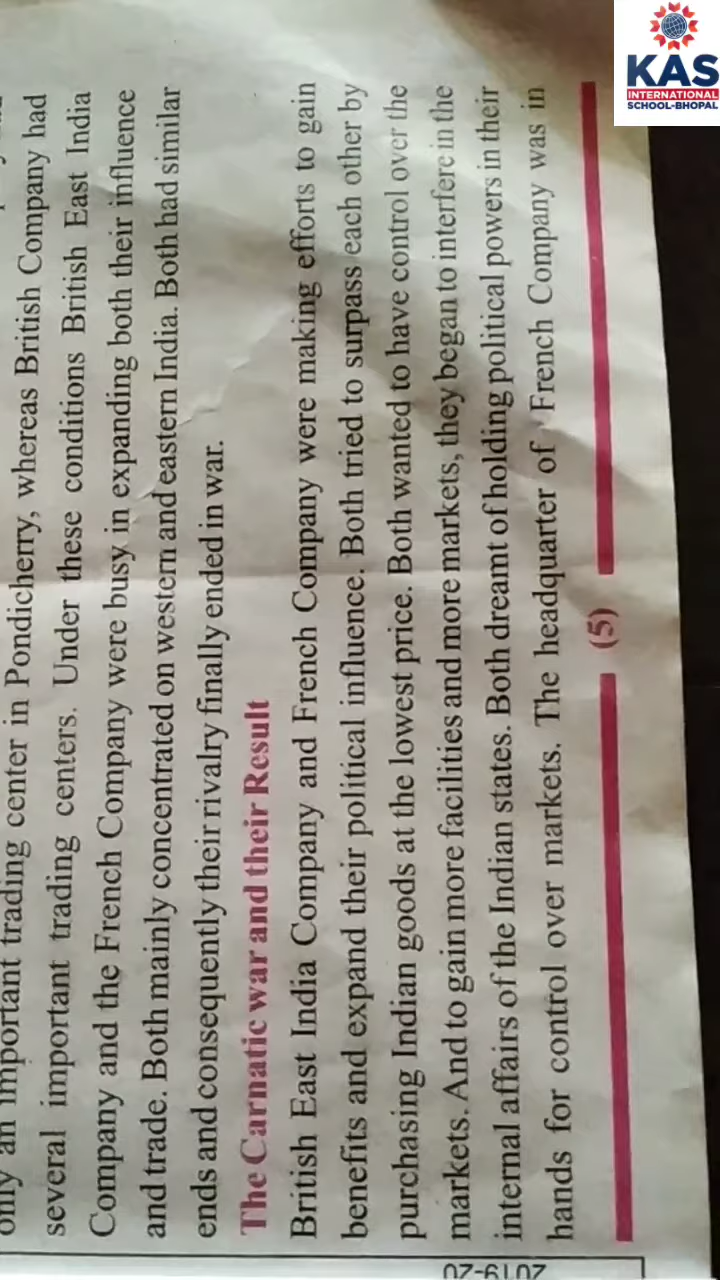 KAS
INTERNATIONAL
SCHOOL-BHOPAL
only an important trading center in Pondicherry, whereas British Company had
several important trading centers. Under these conditions British East India
Company and the French Company were busy in expanding both their influence
and trade. Both mainly concentrated on western and eastern India. Both had similar
ends and consequently their rivalry finally ended in war.
The Carnatic war and their Result
British East India Company and French Company were making efforts to gain
benefits and expand their political influence. Both tried to surpass each other by
purchasing Indian goods at the lowest price. Both wanted to have control over the
markets. And to gain more facilities and more markets, they began to interfere in the
internal affairs of the Indian states. Both dreamt of holding political powers in their
hands for control over markets. The headquarter of French Company was in
(5)
2019-20